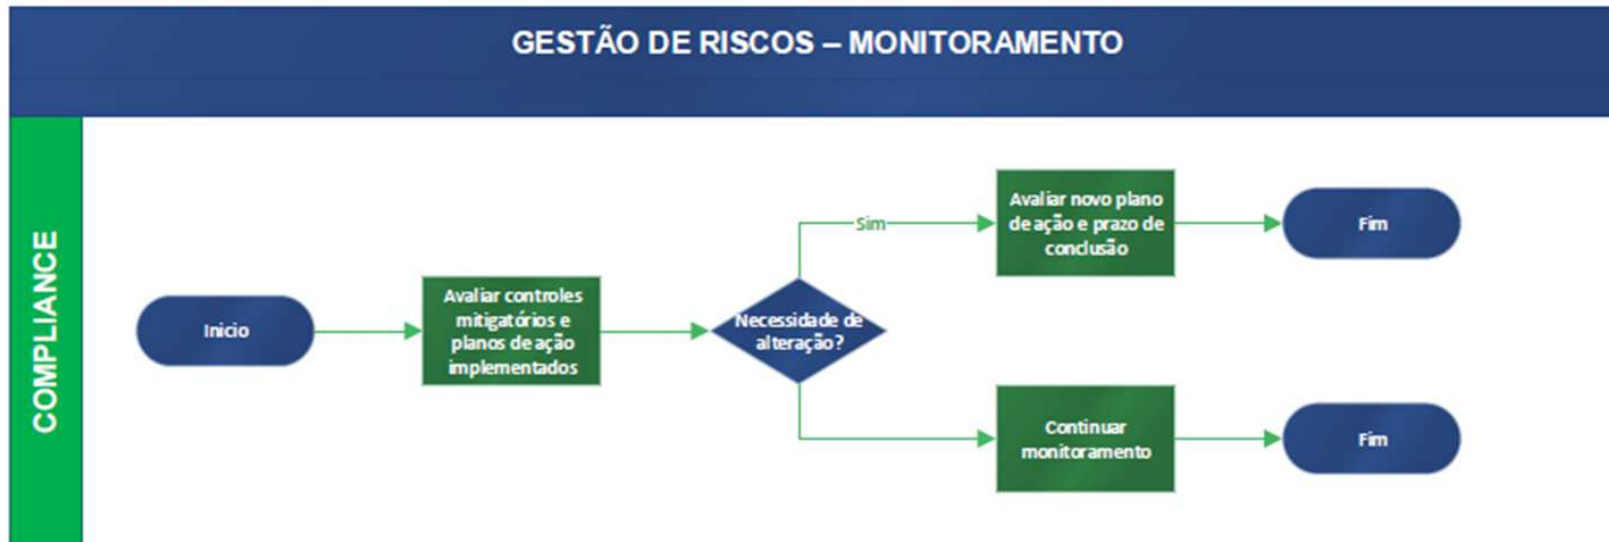 GESTÃO DE RISCOS – MONITORAMENTO
COMPLIANCE
Inicio
Avaliar controles
mitigatórios e
planos de ação
implementados
Necessidade de
alteração?
Sim
Avaliar novo plano
de ação e prazo de
conclusão
Fim
Continuar
monitoramento
Fim